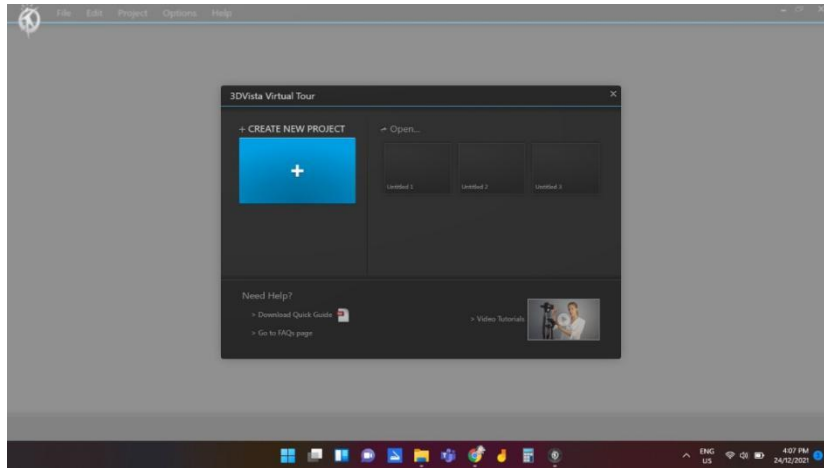 File Edit Project Options Help
3DVista Virtual Tour
+ CREATE NEW PROJECT
Open...
Untitled 1 Untitled 2 Untitled 3
Need Help?
> Download Quick Guide
> Go to FAQs page
> Video Tutorials
ENG
US
4:07 PM
24/12/2021